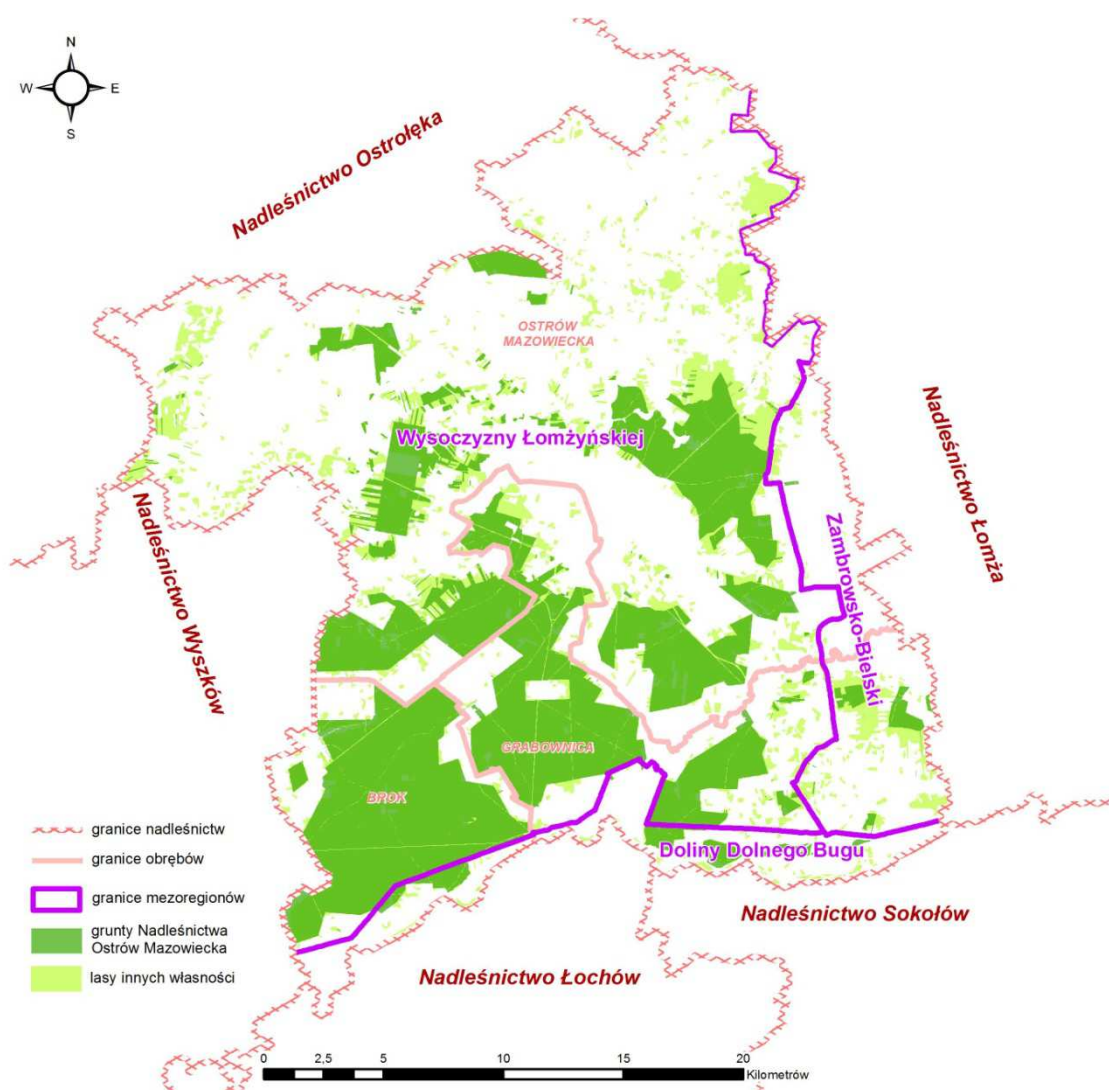 N
W E
S
Nadleśnictwo Ostrołęka
OSTRÓW
MAZOWIECKA
Wysoczyzny Łomżyńskiej
Nadleśnictwo Łomża
Nadleśnictwo Wyszków
Zambrowsko-Bielski
GRABOWNICA
BROK
Doliny Dolnego Bugu
granice nadleśnictw
granice obrębów
granice mezoregionów
grunty Nadleśnictwa
Ostrów Mazowiecka
lasy innych własności
Nadleśnictwo Sokołów
Nadleśnictwo Łochów
0 2,5 5 10 15 20
Kilometrów